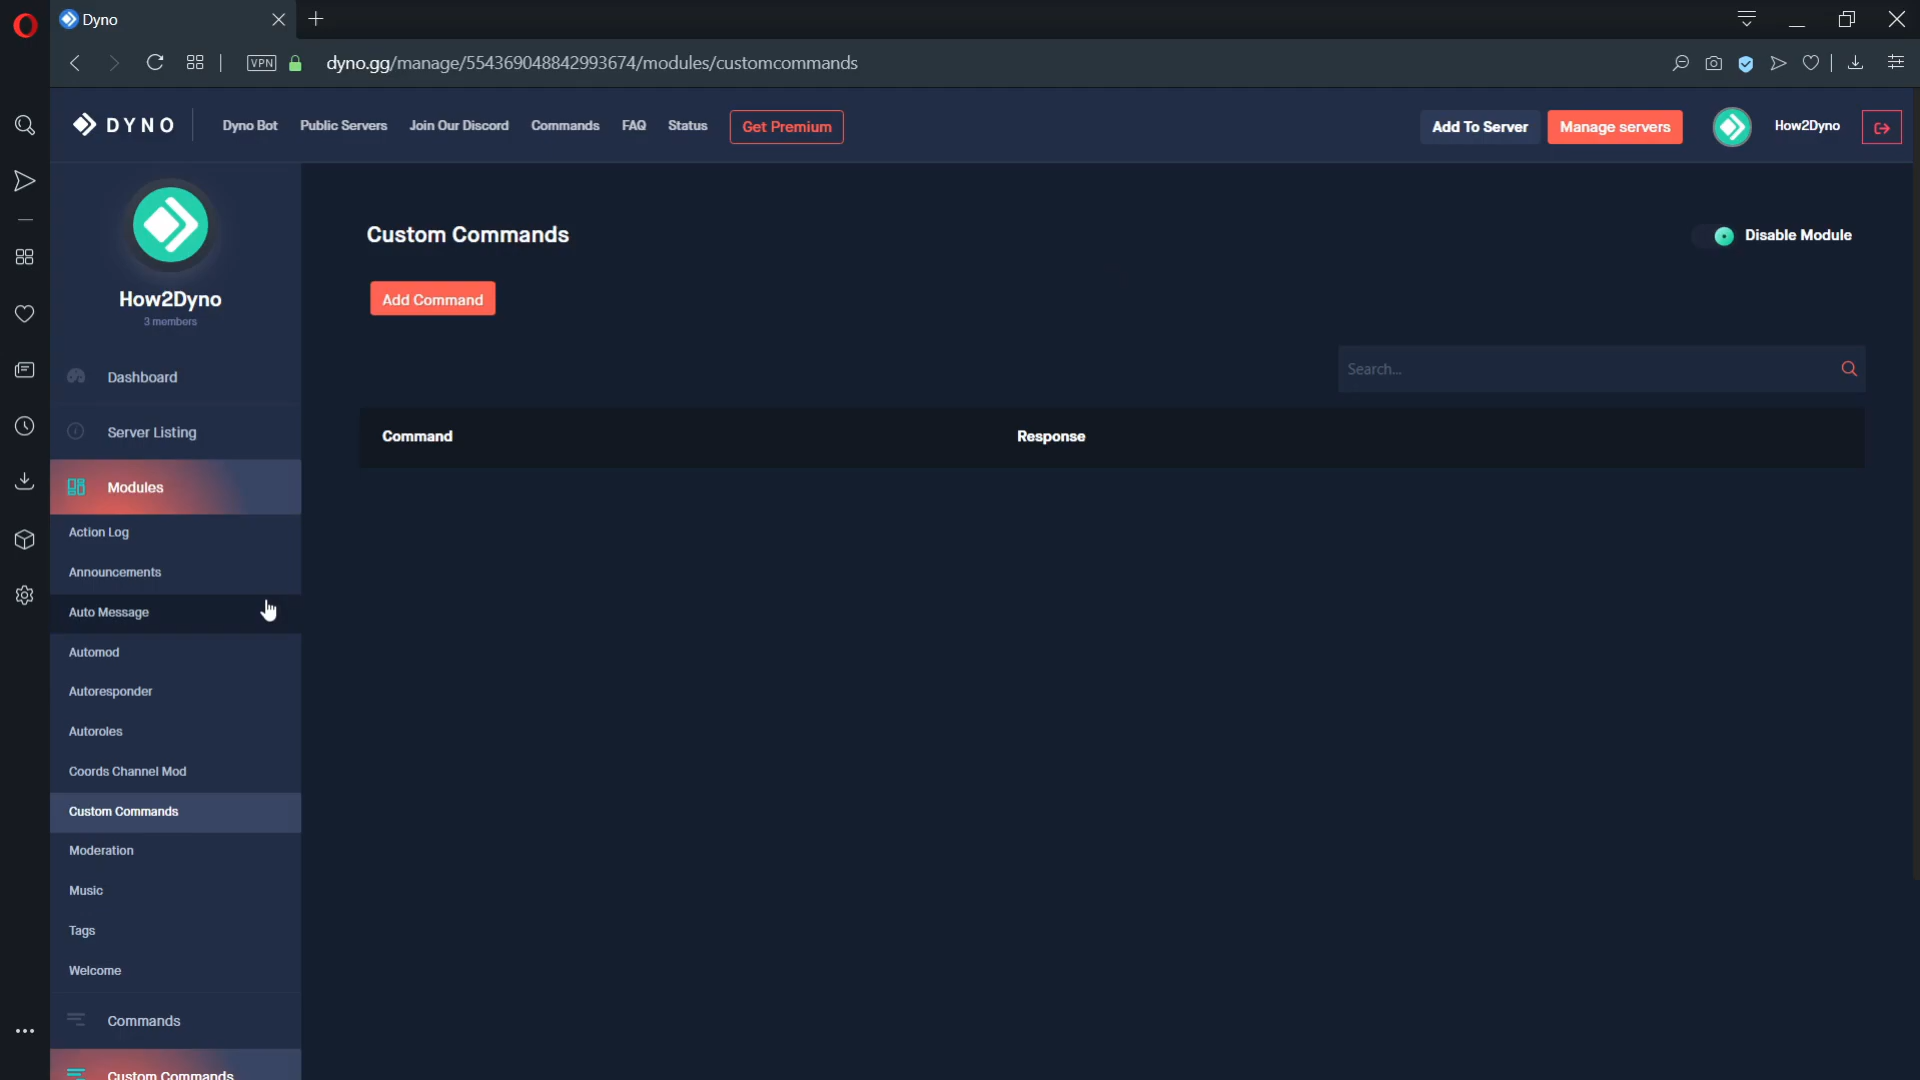 Dyno
VPN
dyno.gg/manage/554369048842993674/modules/customcommands
DYNO
Dyno Bot
Public Servers
Join Our Discord
Commands
FAQ
Status
Get Premium
Add To Server
Manage servers
How2Dyno
How2Dyno
3 members
Dashboard
Server Listing
Modules
Action Log
Announcements
Auto Message
Automod
Autoresponder
Autoroles
Coords Channel Mod
Custom Commands
Moderation
Music
Tags
Welcome
Commands
Custom Commands
Custom Commands
Disable Module
Add Command
Search...
Command
Response